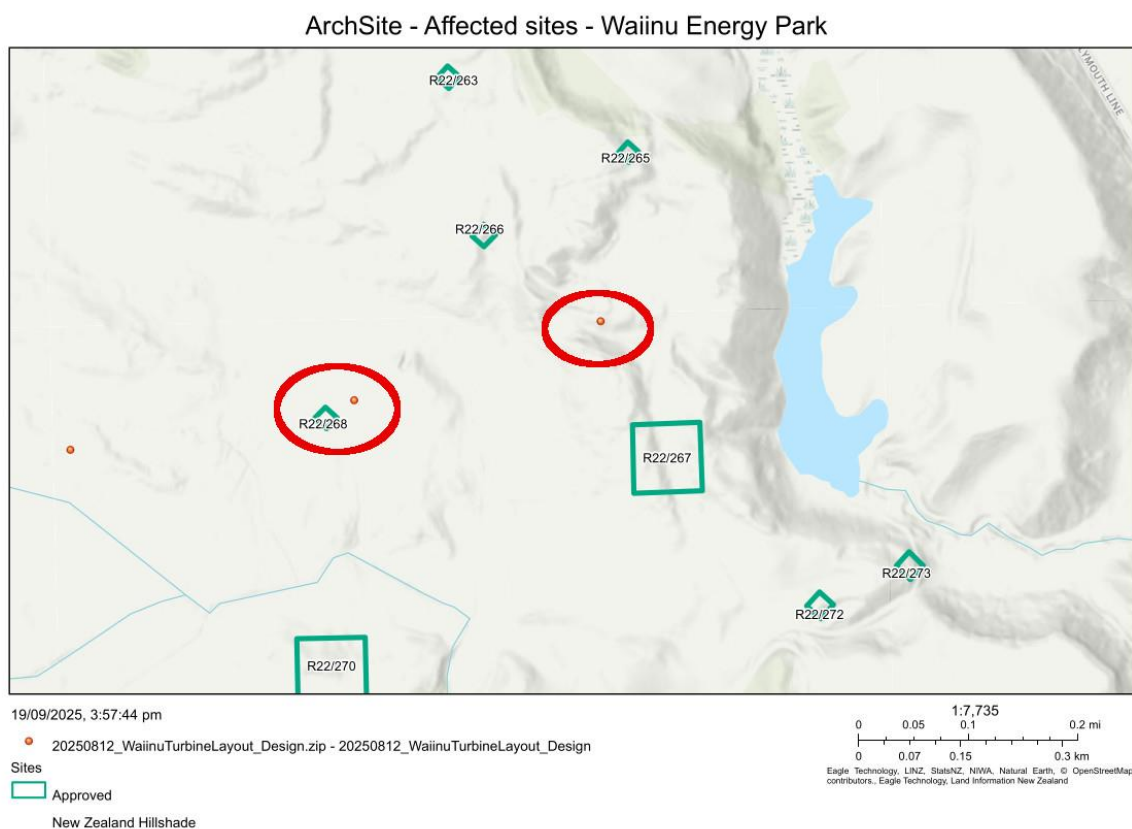 ArchSite - Affected sites - Waiinu Energy Park
R22/263
LYMOUTH LINE
R22/265
R22/266
R22/268
R22/267
R22/273
R22/272
R22/270
19/09/2025, 3:57:44 pm
20250812_WaiinuTurbineLayout_Design.zip - 20250812_WaiinuTurbineLayout_Design
Sites
Approved
New Zealand Hillshade
1:7,735
0 0.05 0.1 0.2 mi
0 0.07 0.15 0.3 km
Eagle Technology, LINZ, StatsNZ, NIWA, Natural Earth, © OpenStreetMap
contributors., Eagle Technology, Land Information New Zealand